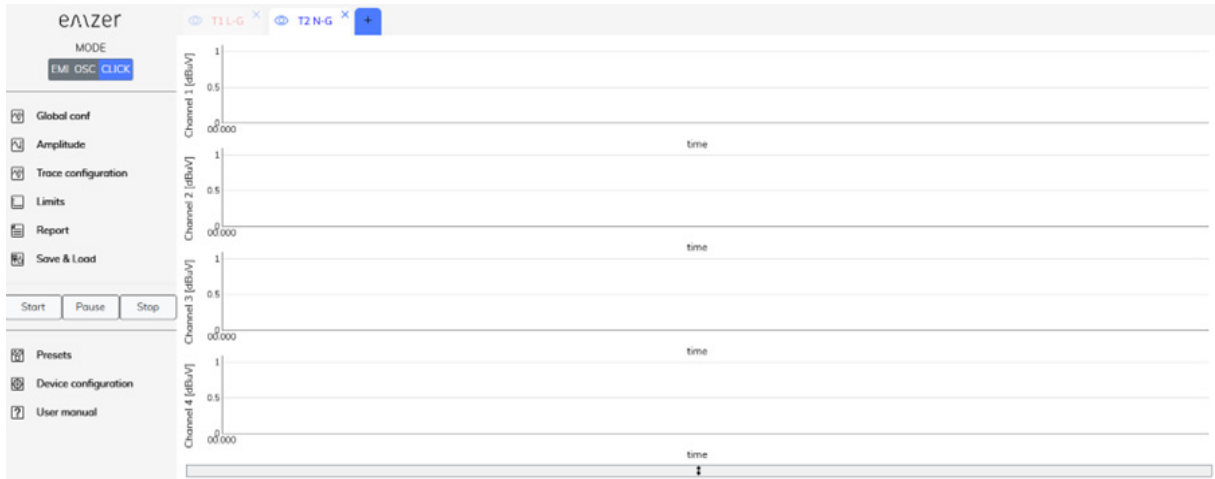 emzer
MODE
EMI OSC CLICK
Global conf
Amplitude
Trace configuration
Limits
Report
Save & Load
Start Pause Stop
Presets
Device configuration
User manual
T1 L-G × T2 N-G × +
Channel 1 [dBuV]
1
0.5
0
00.000
time
Channel 2 [dBuV]
1
0.5
0
00.000
time
Channel 3 [dBuV]
1
0.5
0
00.000
time
Channel 4 [dBuV]
1
0.5
0
00.000
time